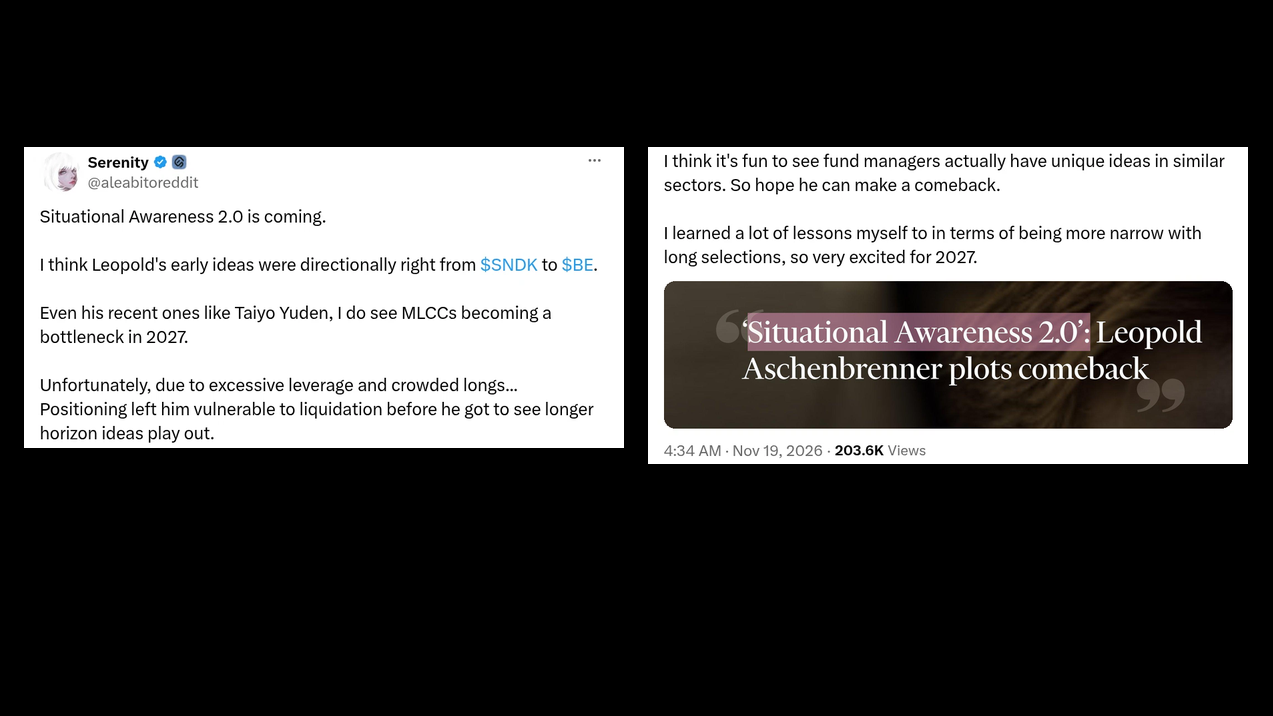 Serenity
@aleabitoreddit
Situational Awareness 2.0 is coming.
I think Leopold's early ideas were directionally right from $SNDK to $BE.
Even his recent ones like Taiyo Yuden, I do see MLCCs becoming a
bottleneck in 2027.
Unfortunately, due to excessive leverage and crowded longs...
Positioning left him vulnerable to liquidation before he got to see longer
horizon ideas play out.
I think it's fun to see fund managers actually have unique ideas in similar
sectors. So hope he can make a comeback.
I learned a lot of lessons myself to in terms of being more narrow with
long selections, so very excited for 2027.
“‘Situational Awareness 2.0’: Leopold
Aschenbrenner plots comeback”
4:34 AM · Nov 19, 2026 · 203.6K Views